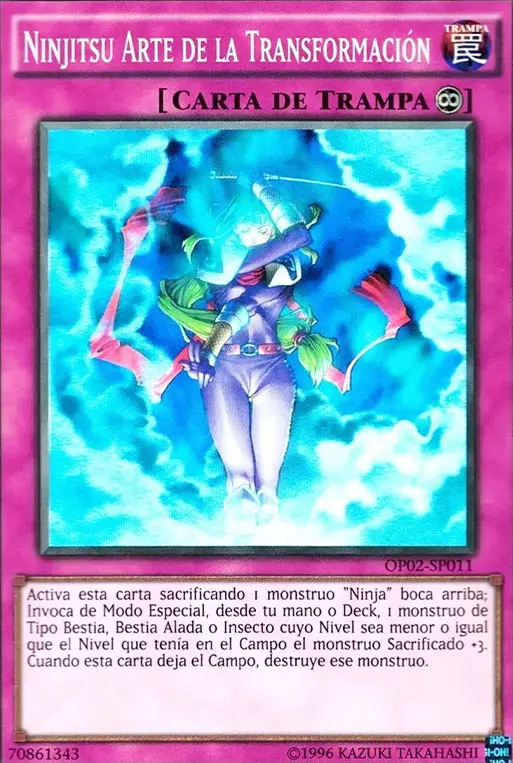 NINJITSU ARTE DE LA TRANSFORMACIÓN
TRAMPA
罠
[CARTA DE TRAMPA]
OP02-SP011
Activa esta carta sacrificando 1 monstruo "Ninja" boca arriba;
Invoca de Modo Especial, desde tu mano o Deck, 1 monstruo de
Tipo Bestia, Bestia Alada o Insecto cuyo Nivel sea menor o igual
que el Nivel que tenía en el Campo el monstruo Sacrificado +3.
Cuando esta carta deja el Campo, destruye ese monstruo.
70861343
©1996 KAZUKI TAKAHASHI